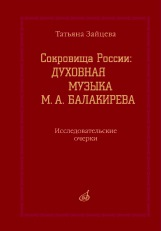 Татьяна Зайцева
Сокровища России:
ДУХОВНАЯ
МУЗЫКА
М. А. БАЛАКИРЕВА
Исследовательские
очерки